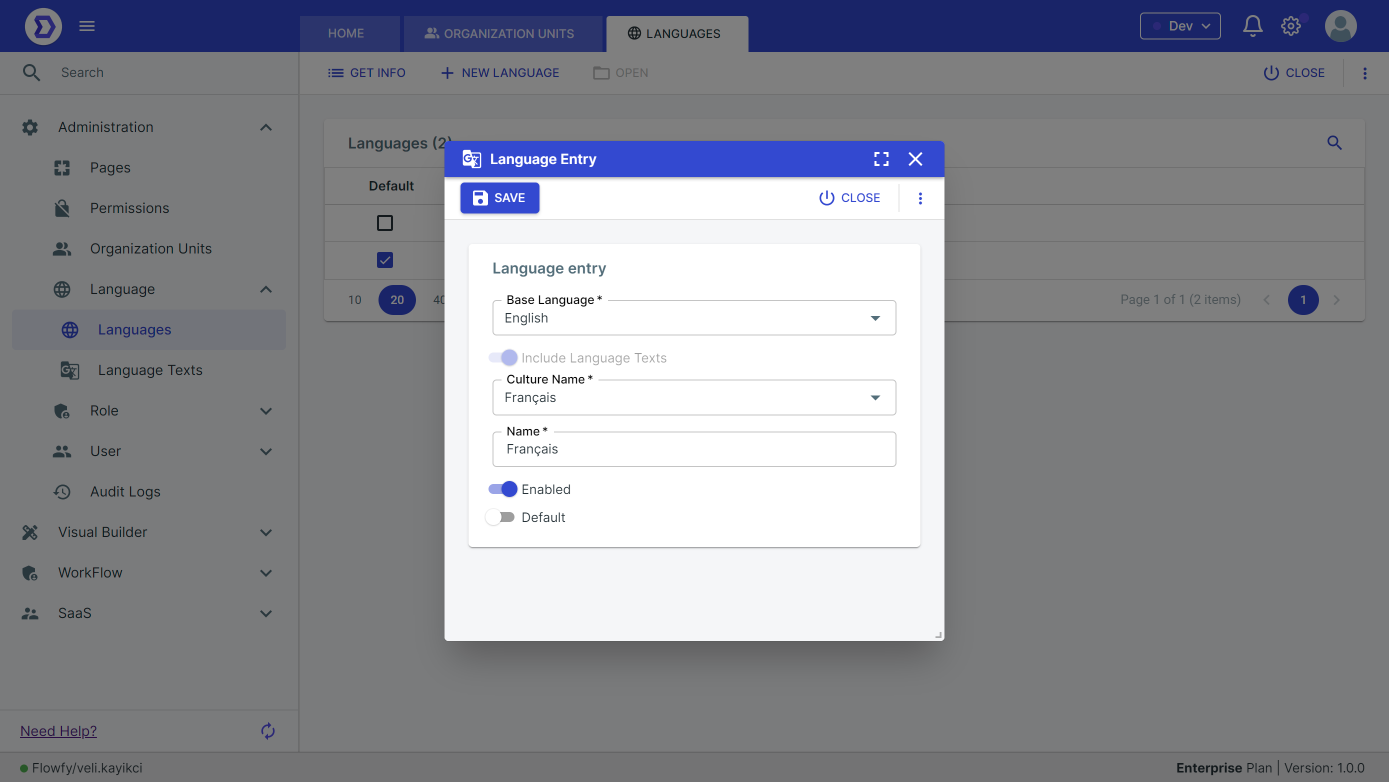 HOME
ORGANIZATION UNITS
LANGUAGES
Dev
Search
GET INFO
NEW LANGUAGE
OPEN
CLOSE
Administration
Pages
Permissions
Organization Units
Language
Languages
Language Texts
Role
User
Audit Logs
Visual Builder
WorkFlow
SaaS
Need Help?
Languages (2)
Default
10 20 40
Page 1 of 1 (2 items)
1
Language Entry
SAVE
CLOSE
Language entry
Base Language *
English
Include Language Texts
Culture Name *
Français
Name *
Français
Enabled
Default
Flowfy/veli.kayikci
Enterprise Plan | Version: 1.0.0